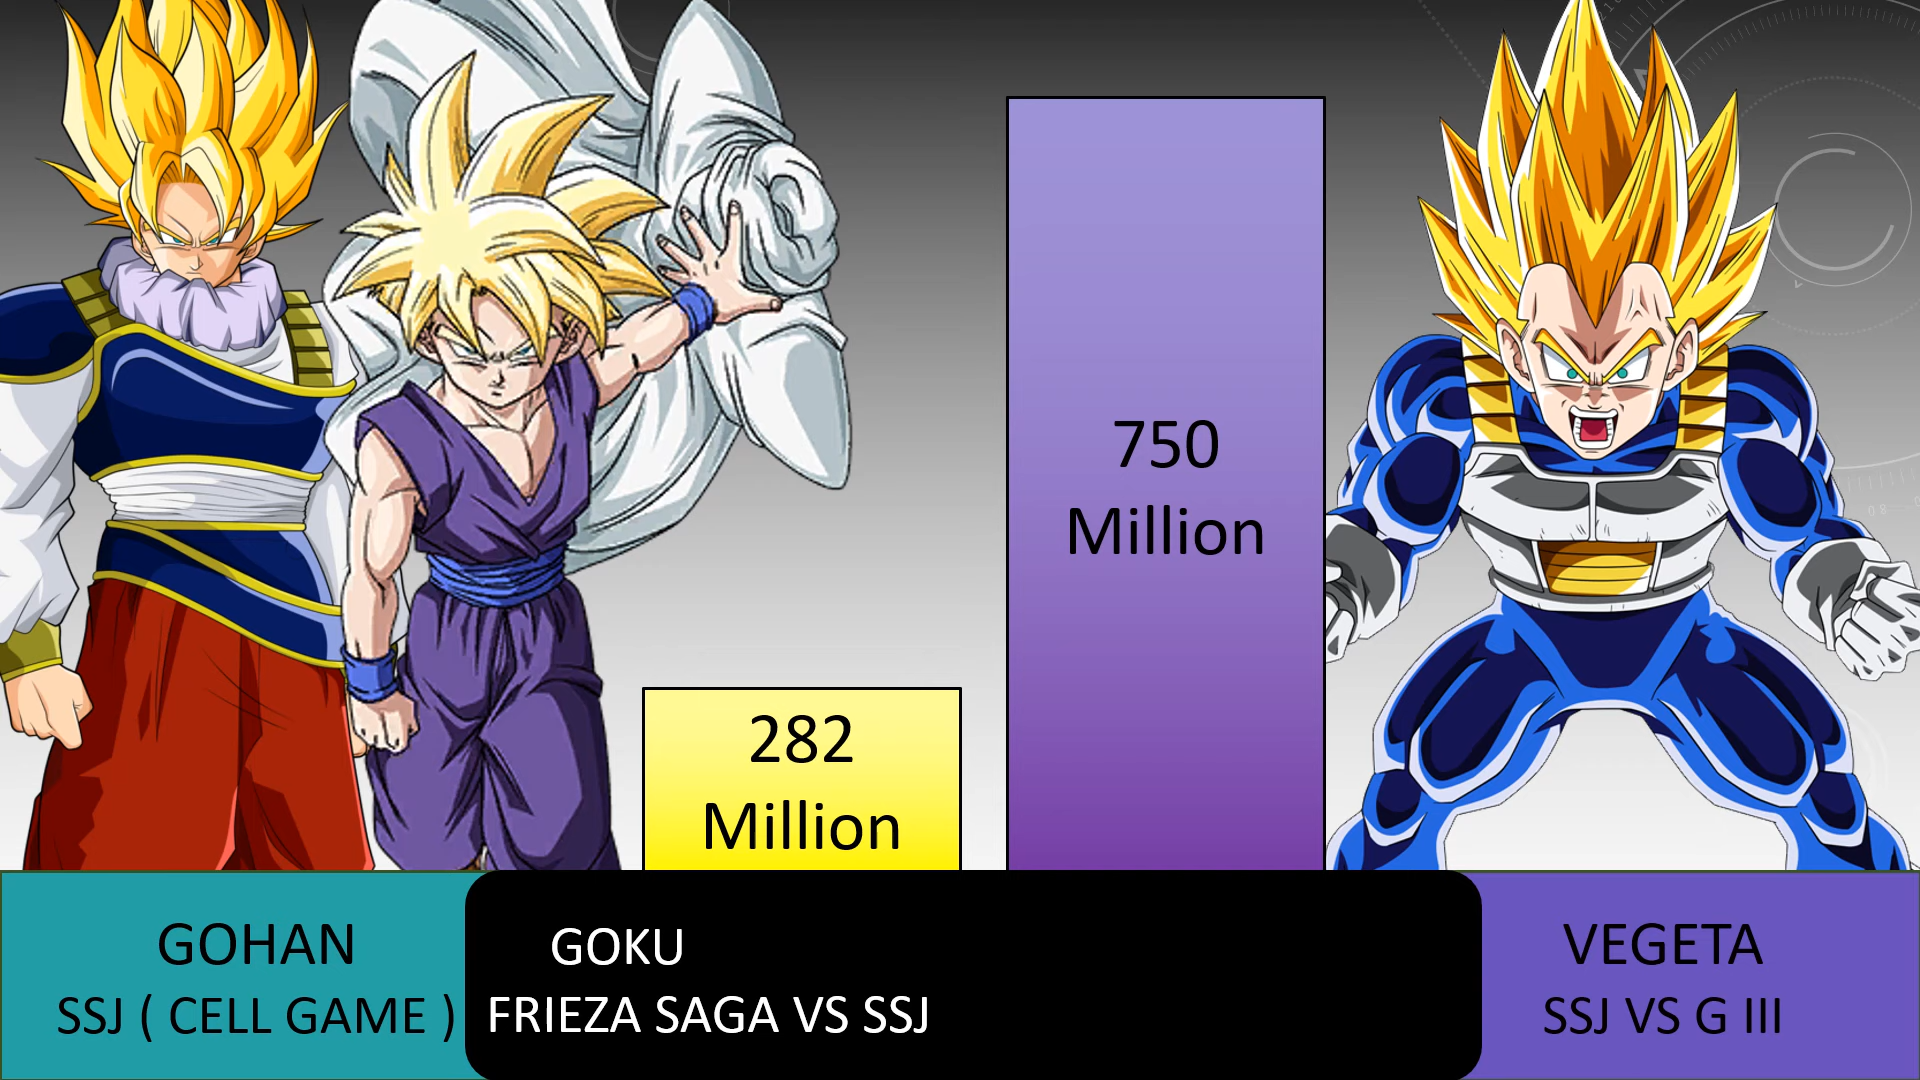 282
Million
750
Million
GOHAN
SSJ ( CELL GAME )
GOKU
FRIEZA SAGA VS SSJ
VEGETA
SSJ VS G III